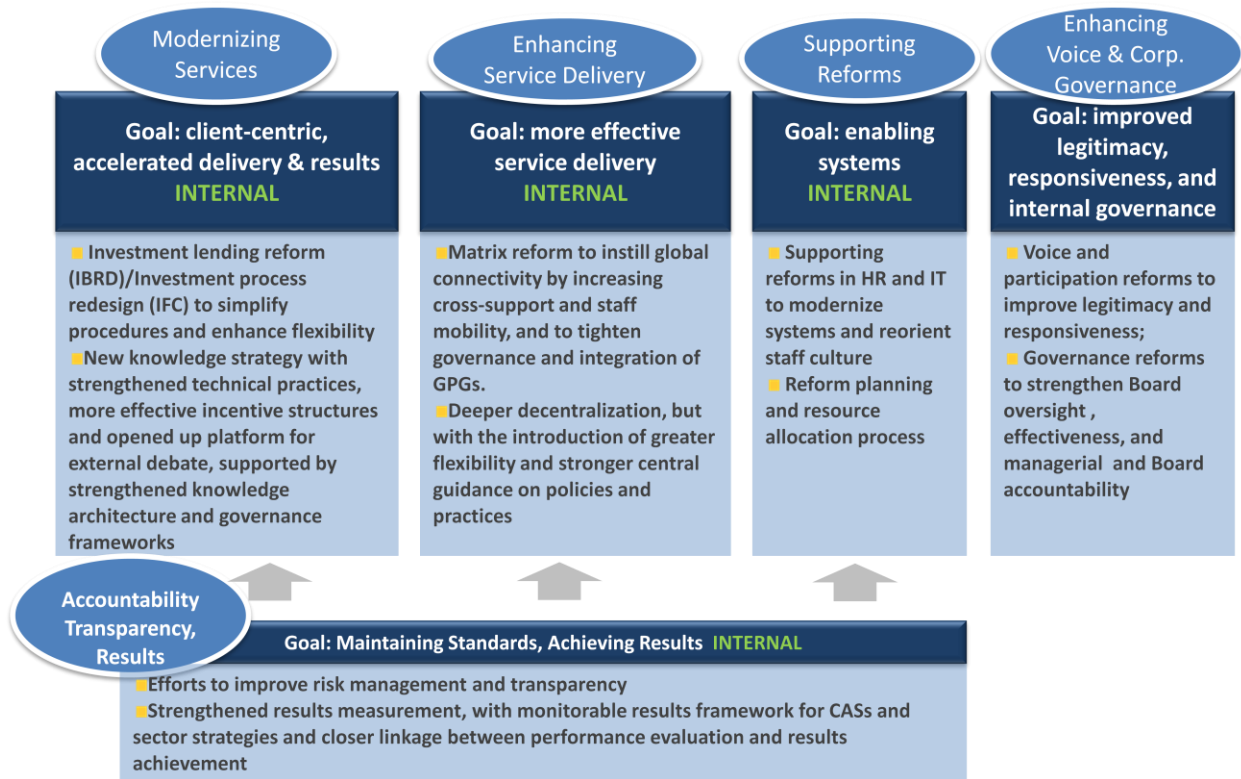 Modernizing
Services
Goal: client-centric,
accelerated delivery & results
INTERNAL
■ Investment lending reform
(IBRD)/Investment process
redesign (IFC) to simplify
procedures and enhance flexibility
■New knowledge strategy with
strengthened technical practices,
more effective incentive structures
and opened up platform for
external debate, supported by
strengthened knowledge
architecture and governance
frameworks
Enhancing
Service Delivery
Goal: more effective
service delivery
INTERNAL
■Matrix reform to instill global
connectivity by increasing
cross-support and staff
mobility, and to tighten
governance and integration of
GPGs.
■Deeper decentralization, but
with the introduction of greater
flexibility and stronger central
guidance on policies and
practices
Supporting
Reforms
Goal: enabling
systems
INTERNAL
■ Supporting
reforms in HR and IT
to modernize
systems and reorient
staff culture
■ Reform planning
and resource
allocation process
Enhancing
Voice & Corp.
Governance
Goal: improved
legitimacy,
responsiveness, and
internal governance
■ Voice and
participation reforms to
improve legitimacy and
responsiveness;
■ Governance reforms
to strengthen Board
oversight ,
effectiveness, and
managerial and Board
accountability
Accountability
Transparency,
Results
Goal: Maintaining Standards, Achieving Results INTERNAL
■Efforts to improve risk management and transparency
■Strengthened results measurement, with monitorable results framework for CASs and
sector strategies and closer linkage between performance evaluation and results
achievement